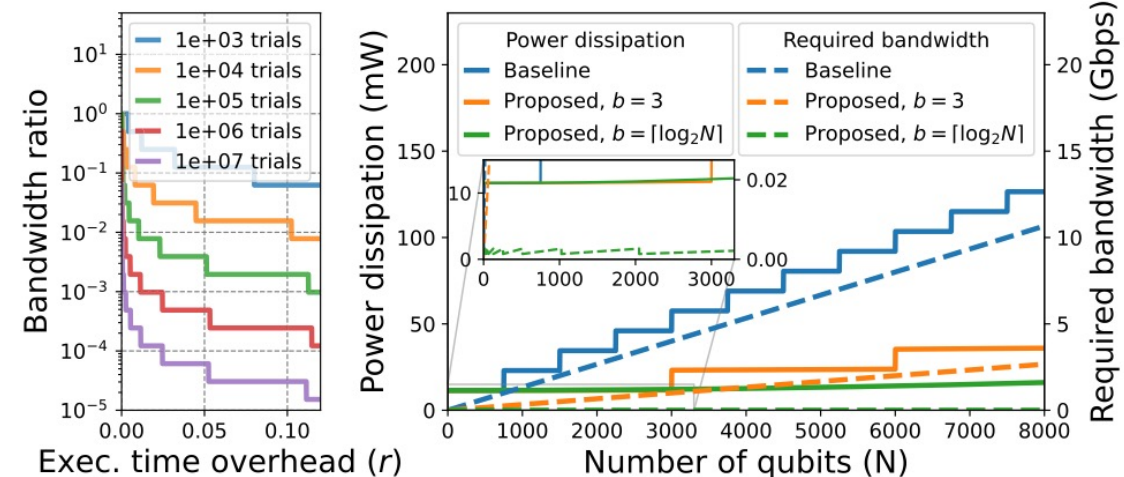 Bandwidth ratio
10¹
10⁰
10⁻¹
10⁻²
10⁻³
10⁻⁴
10⁻⁵
1e+03 trials
1e+04 trials
1e+05 trials
1e+06 trials
1e+07 trials
0.00 0.05 0.10
Exec. time overhead (r)
Power dissipation (mW)
200
150
100
50
0
Power dissipation
Baseline
Proposed, b = 3
Proposed, b = ⌈log₂N⌉
Required bandwidth
Baseline
Proposed, b = 3
Proposed, b = ⌈log₂N⌉
10
0
0.02
0.00
0 1000 2000 3000
20
15
10
5
0
Required bandwidth (Gbps)
0 1000 2000 3000 4000 5000 6000 7000 8000
Number of qubits (N)